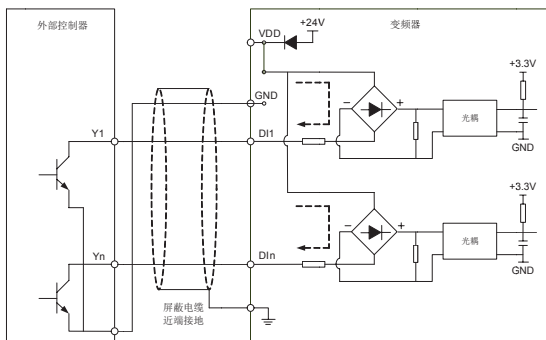 外部控制器
变频器
+24V
VDD
+3.3V
GND
Y1
DI1
−
+
光耦
GND
+3.3V
Yn
DIn
−
+
光耦
GND
屏蔽电缆
近端接地